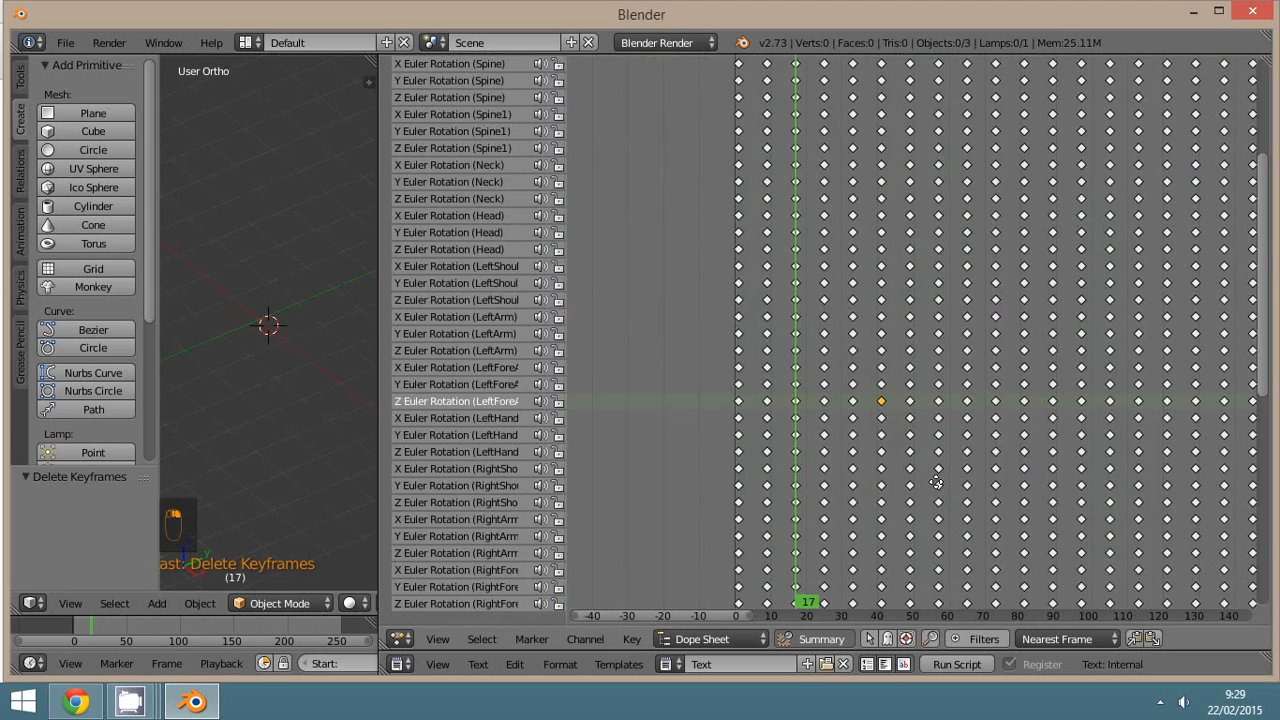 Blender
File Render Window Help Default Scene Blender Render v2.73 | Verts:0 | Faces:0 | Tris:0 | Objects:0/3 | Lamps:0/1 | Mem:25.11M
Tools
Create
Relations
Animation
Physics
Grease Pencil
Add Primitive
Mesh:
Plane
Cube
Circle
UV Sphere
Ico Sphere
Cylinder
Cone
Torus
Grid
Monkey
Curve:
Bezier
Circle
Nurbs Curve
Nurbs Circle
Path
Lamp:
Point
Delete Keyframes
User Ortho
ast: Delete Keyframes
(17)
View Select Add Object Object Mode
0 50 100 150 200 250
View Marker Frame Playback Start:
X Euler Rotation (Spine)
Y Euler Rotation (Spine)
Z Euler Rotation (Spine)
X Euler Rotation (Spine1)
Y Euler Rotation (Spine1)
Z Euler Rotation (Spine1)
X Euler Rotation (Neck)
Y Euler Rotation (Neck)
Z Euler Rotation (Neck)
X Euler Rotation (Head)
Y Euler Rotation (Head)
Z Euler Rotation (Head)
X Euler Rotation (LeftShoul
Y Euler Rotation (LeftShoul
Z Euler Rotation (LeftShoul
X Euler Rotation (LeftArm)
Y Euler Rotation (LeftArm)
Z Euler Rotation (LeftArm)
X Euler Rotation (LeftForeA
Y Euler Rotation (LeftForeA
Z Euler Rotation (LeftForeA
X Euler Rotation (LeftHand
Y Euler Rotation (LeftHand
Z Euler Rotation (LeftHand
X Euler Rotation (RightSho
Y Euler Rotation (RightShou
Z Euler Rotation (RightSho
X Euler Rotation (RightArm
Y Euler Rotation (RightArm
Z Euler Rotation (RightArm
X Euler Rotation (RightFore
Y Euler Rotation (RightFore
Z Euler Rotation (RightFore
17
-40 -30 -20 -10 0 10 20 30 40 50 60 70 80 90 100 110 120 130 140
View Select Marker Channel Key Dope Sheet Summary Filters Nearest Frame
View Text Edit Format Templates Text Run Script Register Text: Internal
9:29
22/02/2015